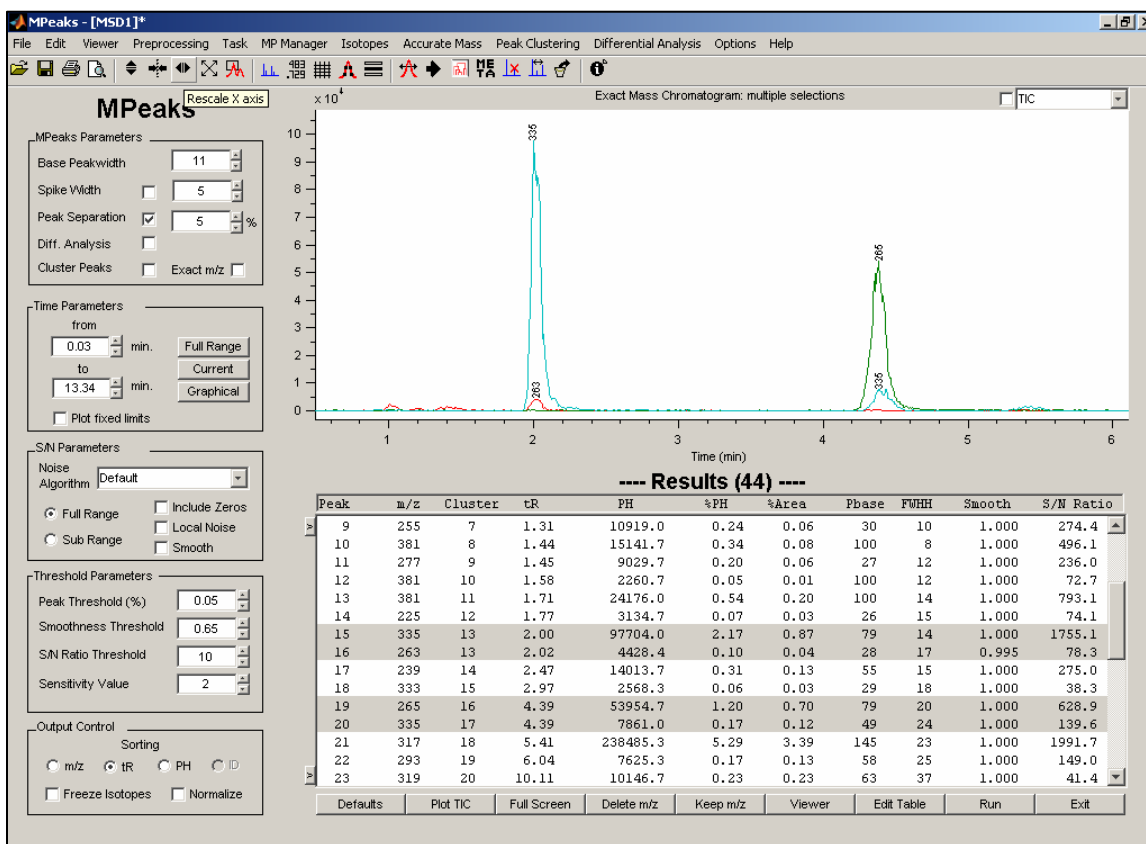 MPeaks - [MSD1]*
File Edit Viewer Preprocessing Task MP Manager Isotopes Accurate Mass Peak Clustering Differential Analysis Options Help
Rescale X axis
MPeaks
MPeaks Parameters
Base Peakwidth 11
Spike Width 5
Peak Separation 5 %
Diff. Analysis
Cluster Peaks Exact m/z
Time Parameters
from
0.03 min. Full Range
to Current
13.34 min. Graphical
Plot fixed limits
S/N Parameters
Noise Algorithm Default
Full Range Include Zeros
Sub Range Local Noise
Smooth
Threshold Parameters
Peak Threshold (%) 0.05
Smoothness Threshold 0.65
S/N Ratio Threshold 10
Sensitivity Value 2
Output Control
Sorting
m/z tR PH ID
Freeze Isotopes Normalize
x 10^4 Exact Mass Chromatogram: multiple selections TIC
10
9
8
7
6
5
4
3
2
1
0
335
263
265
335
1 2 3 4 5 6
Time (min)
---- Results (44) ----
Peak m/z Cluster tR PH %PH %Area Phase FWHH Smooth S/N Ratio
9 255 7 1.31 10919.0 0.24 0.06 30 10 1.000 274.4
10 381 8 1.44 15141.7 0.34 0.08 100 8 1.000 496.1
11 277 9 1.45 9029.7 0.20 0.06 27 12 1.000 236.0
12 381 10 1.58 2260.7 0.05 0.01 100 12 1.000 72.7
13 381 11 1.71 24176.0 0.54 0.20 100 14 1.000 793.1
14 225 12 1.77 3134.7 0.07 0.03 26 15 1.000 74.1
15 335 13 2.00 97704.0 2.17 0.87 79 14 1.000 1755.1
16 263 13 2.02 4428.4 0.10 0.04 28 17 0.995 78.3
17 239 14 2.47 14013.7 0.31 0.13 55 15 1.000 275.0
18 333 15 2.97 2568.3 0.06 0.03 29 18 1.000 38.3
19 265 16 4.39 53954.7 1.20 0.70 79 20 1.000 628.9
20 335 17 4.39 7861.0 0.17 0.12 49 24 1.000 139.6
21 317 18 5.41 238485.3 5.29 3.39 145 23 1.000 1991.7
22 293 19 6.04 7625.3 0.17 0.13 58 25 1.000 149.0
23 319 20 10.11 10146.7 0.23 0.23 63 37 1.000 41.4
Defaults Plot TIC Full Screen Delete m/z Keep m/z Viewer Edit Table Run Exit